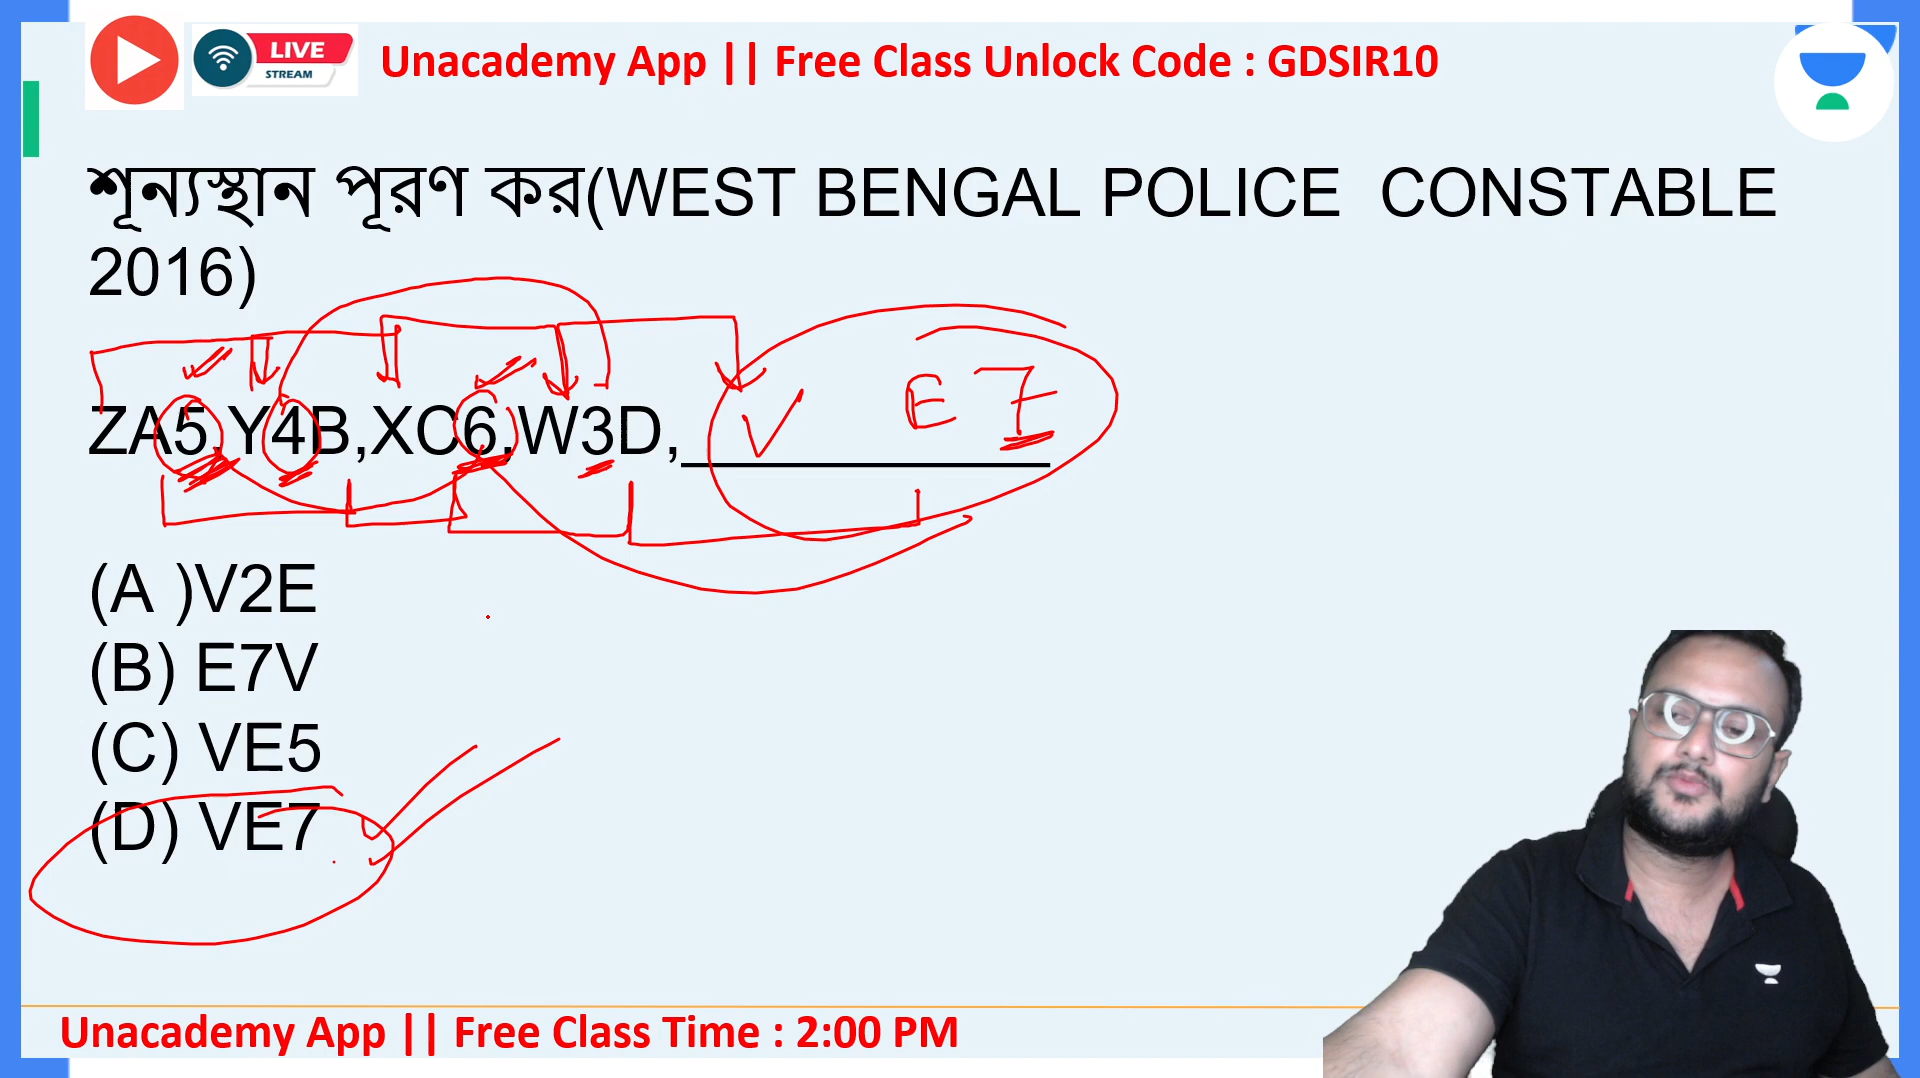 LIVE
STREAM
Unacademy App || Free Class Unlock Code : GDSIR10
শূন্যস্থান পূরণ কর(WEST BENGAL POLICE CONSTABLE
2016)
V E 7
ZA5,Y4B,XC6,W3D,__________
(A )V2E
(B) E7V
(C) VE5
(D) VE7
Unacademy App || Free Class Time : 2:00 PM